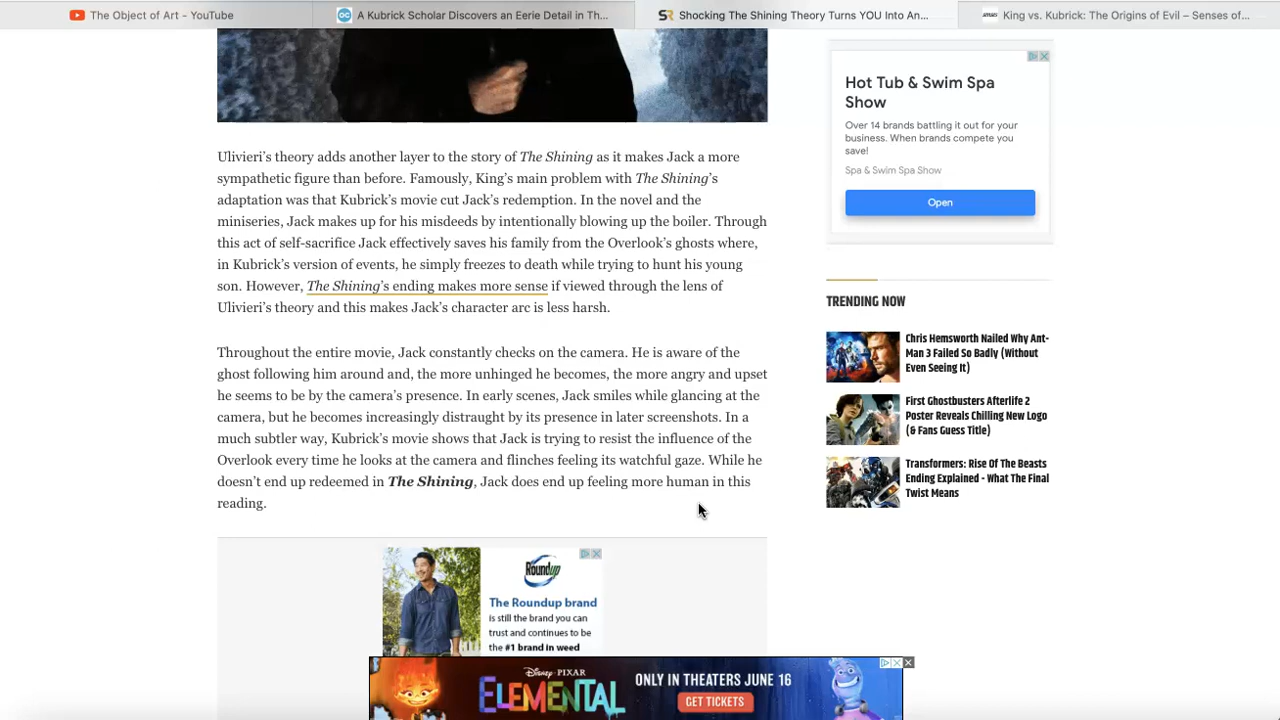 The Object of Art - YouTube
A Kubrick Scholar Discovers an Eerie Detail in Th...
Shocking The Shining Theory Turns YOU Into An...
King vs. Kubrick: The Origins of Evil – Senses of...
Ulivieri's theory adds another layer to the story of The Shining as it makes Jack a more
sympathetic figure than before. Famously, King's main problem with The Shining's
adaptation was that Kubrick's movie cut Jack's redemption. In the novel and the
miniseries, Jack makes up for his misdeeds by intentionally blowing up the boiler. Through
this act of self-sacrifice Jack effectively saves his family from the Overlook's ghosts where,
in Kubrick's version of events, he simply freezes to death while trying to hunt his young
son. However, The Shining's ending makes more sense if viewed through the lens of
Ulivieri's theory and this makes Jack's character arc is less harsh.
Throughout the entire movie, Jack constantly checks on the camera. He is aware of the
ghost following him around and, the more unhinged he becomes, the more angry and upset
he seems to be by the camera's presence. In early scenes, Jack smiles while glancing at the
camera, but he becomes increasingly distraught by its presence in later screenshots. In a
much subtler way, Kubrick's movie shows that Jack is trying to resist the influence of the
Overlook every time he looks at the camera and flinches feeling its watchful gaze. While he
doesn't end up redeemed in The Shining, Jack does end up feeling more human in this
reading.
Hot Tub & Swim Spa
Show
Over 14 brands battling it out for your
business. When brands compete you
save!
Spa & Swim Spa Show
Open
TRENDING NOW
Chris Hemsworth Nailed Why Ant-
Man 3 Failed So Badly (Without
Even Seeing It)
First Ghostbusters Afterlife 2
Poster Reveals Chilling New Logo
(& Fans Guess Title)
Transformers: Rise Of The Beasts
Ending Explained - What The Final
Twist Means
Roundup
The Roundup brand
is still the brand you can
trust and continues to be
the #1 brand in weed
Disney · PIXAR
ELEMENTAL
ONLY IN THEATERS JUNE 16
GET TICKETS